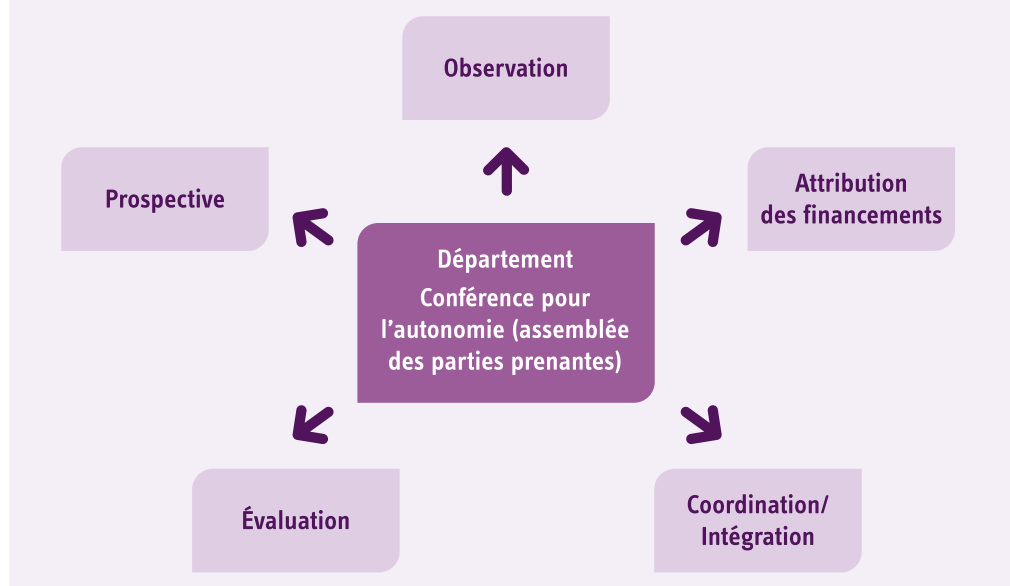 Observation
Prospective
Attribution
des financements
Département
Conférence pour
l’autonomie (assemblée
des parties prenantes)
Évaluation
Coordination/
Intégration